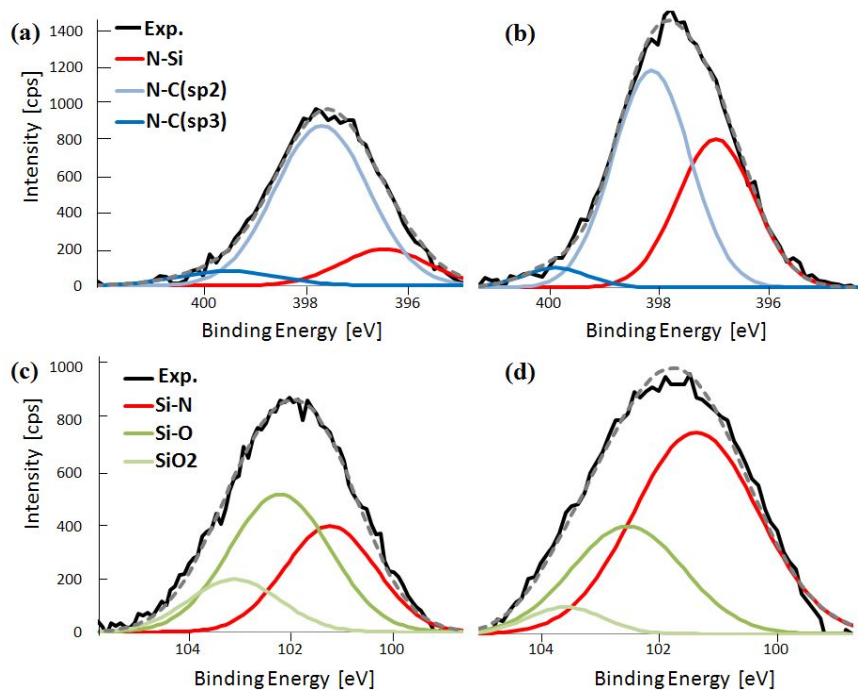 (a)
Exp.
N-Si
N-C(sp2)
N-C(sp3)
Intensity [cps]
1400
1200
1000
800
600
400
200
0
400
398
396
Binding Energy [eV]
(b)
400
398
396
Binding Energy [eV]
(c)
Exp.
Si-N
Si-O
SiO2
Intensity [cps]
1000
800
600
400
200
0
104
102
100
Binding Energy [eV]
(d)
104
102
100
Binding Energy [eV]